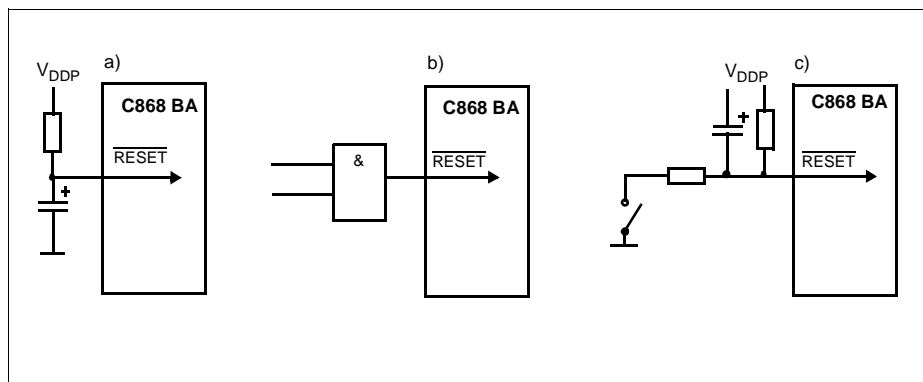 a)
V_DDP
C868 BA
RESET
b)
C868 BA
&
RESET
c)
V_DDP
+
C868 BA
RESET
+